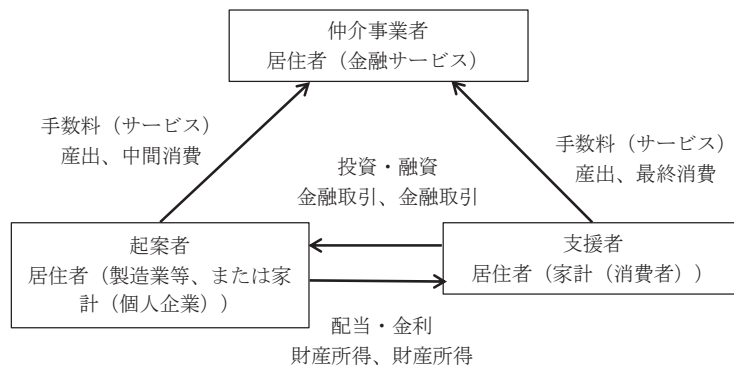 仲介事業者
居住者（金融サービス）
手数料（サービス）
産出、中間消費
手数料（サービス）
産出、最終消費
投資・融資
金融取引、金融取引
起案者
居住者（製造業等、または家
計（個人企業））
支援者
居住者（家計（消費者））
配当・金利
財産所得、財産所得